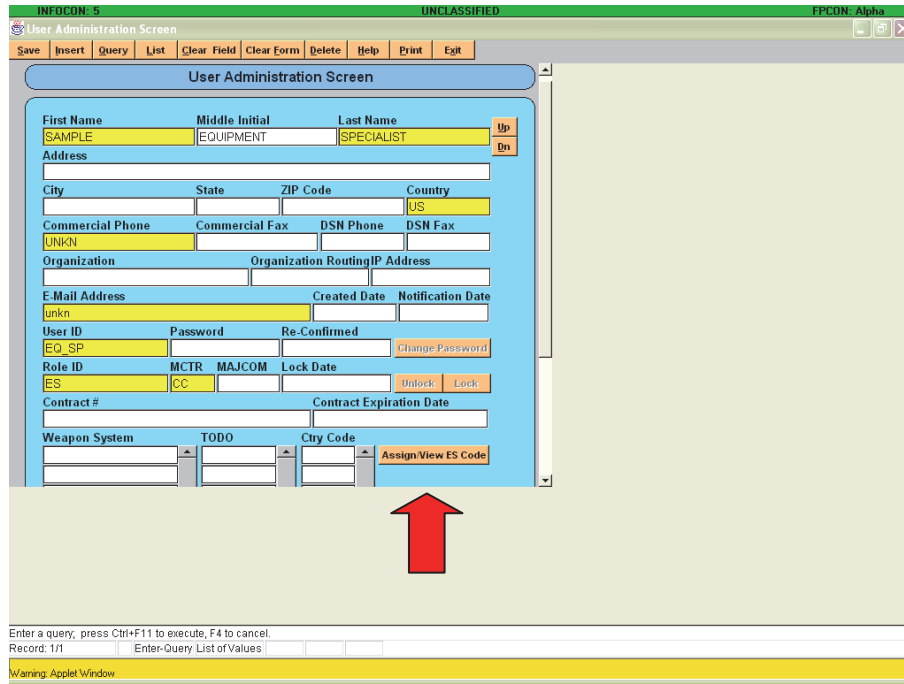 INFOCON: 5 UNCLASSIFIED FPCON: Alpha
User Administration Screen
Save Insert Query List Clear Field Clear Form Delete Help Print Exit
User Administration Screen
First Name Middle Initial Last Name
SAMPLE EQUIPMENT SPECIALIST Up
Address Dn
City State ZIP Code Country
US
Commercial Phone Commercial Fax DSN Phone DSN Fax
UNKN
Organization Organization Routing IP Address
E-Mail Address Created Date Notification Date
unkn
User ID Password Re-Confirmed
EQ_SP Change Password
Role ID MCTR MAJCOM Lock Date
ES CC Unlock Lock
Contract # Contract Expiration Date
Weapon System TODO Ctry Code
Assign/View ES Code
Enter a query; press Ctrl+F11 to execute, F4 to cancel.
Record: 1/1 Enter-Query List of Values
Warning: Applet Window